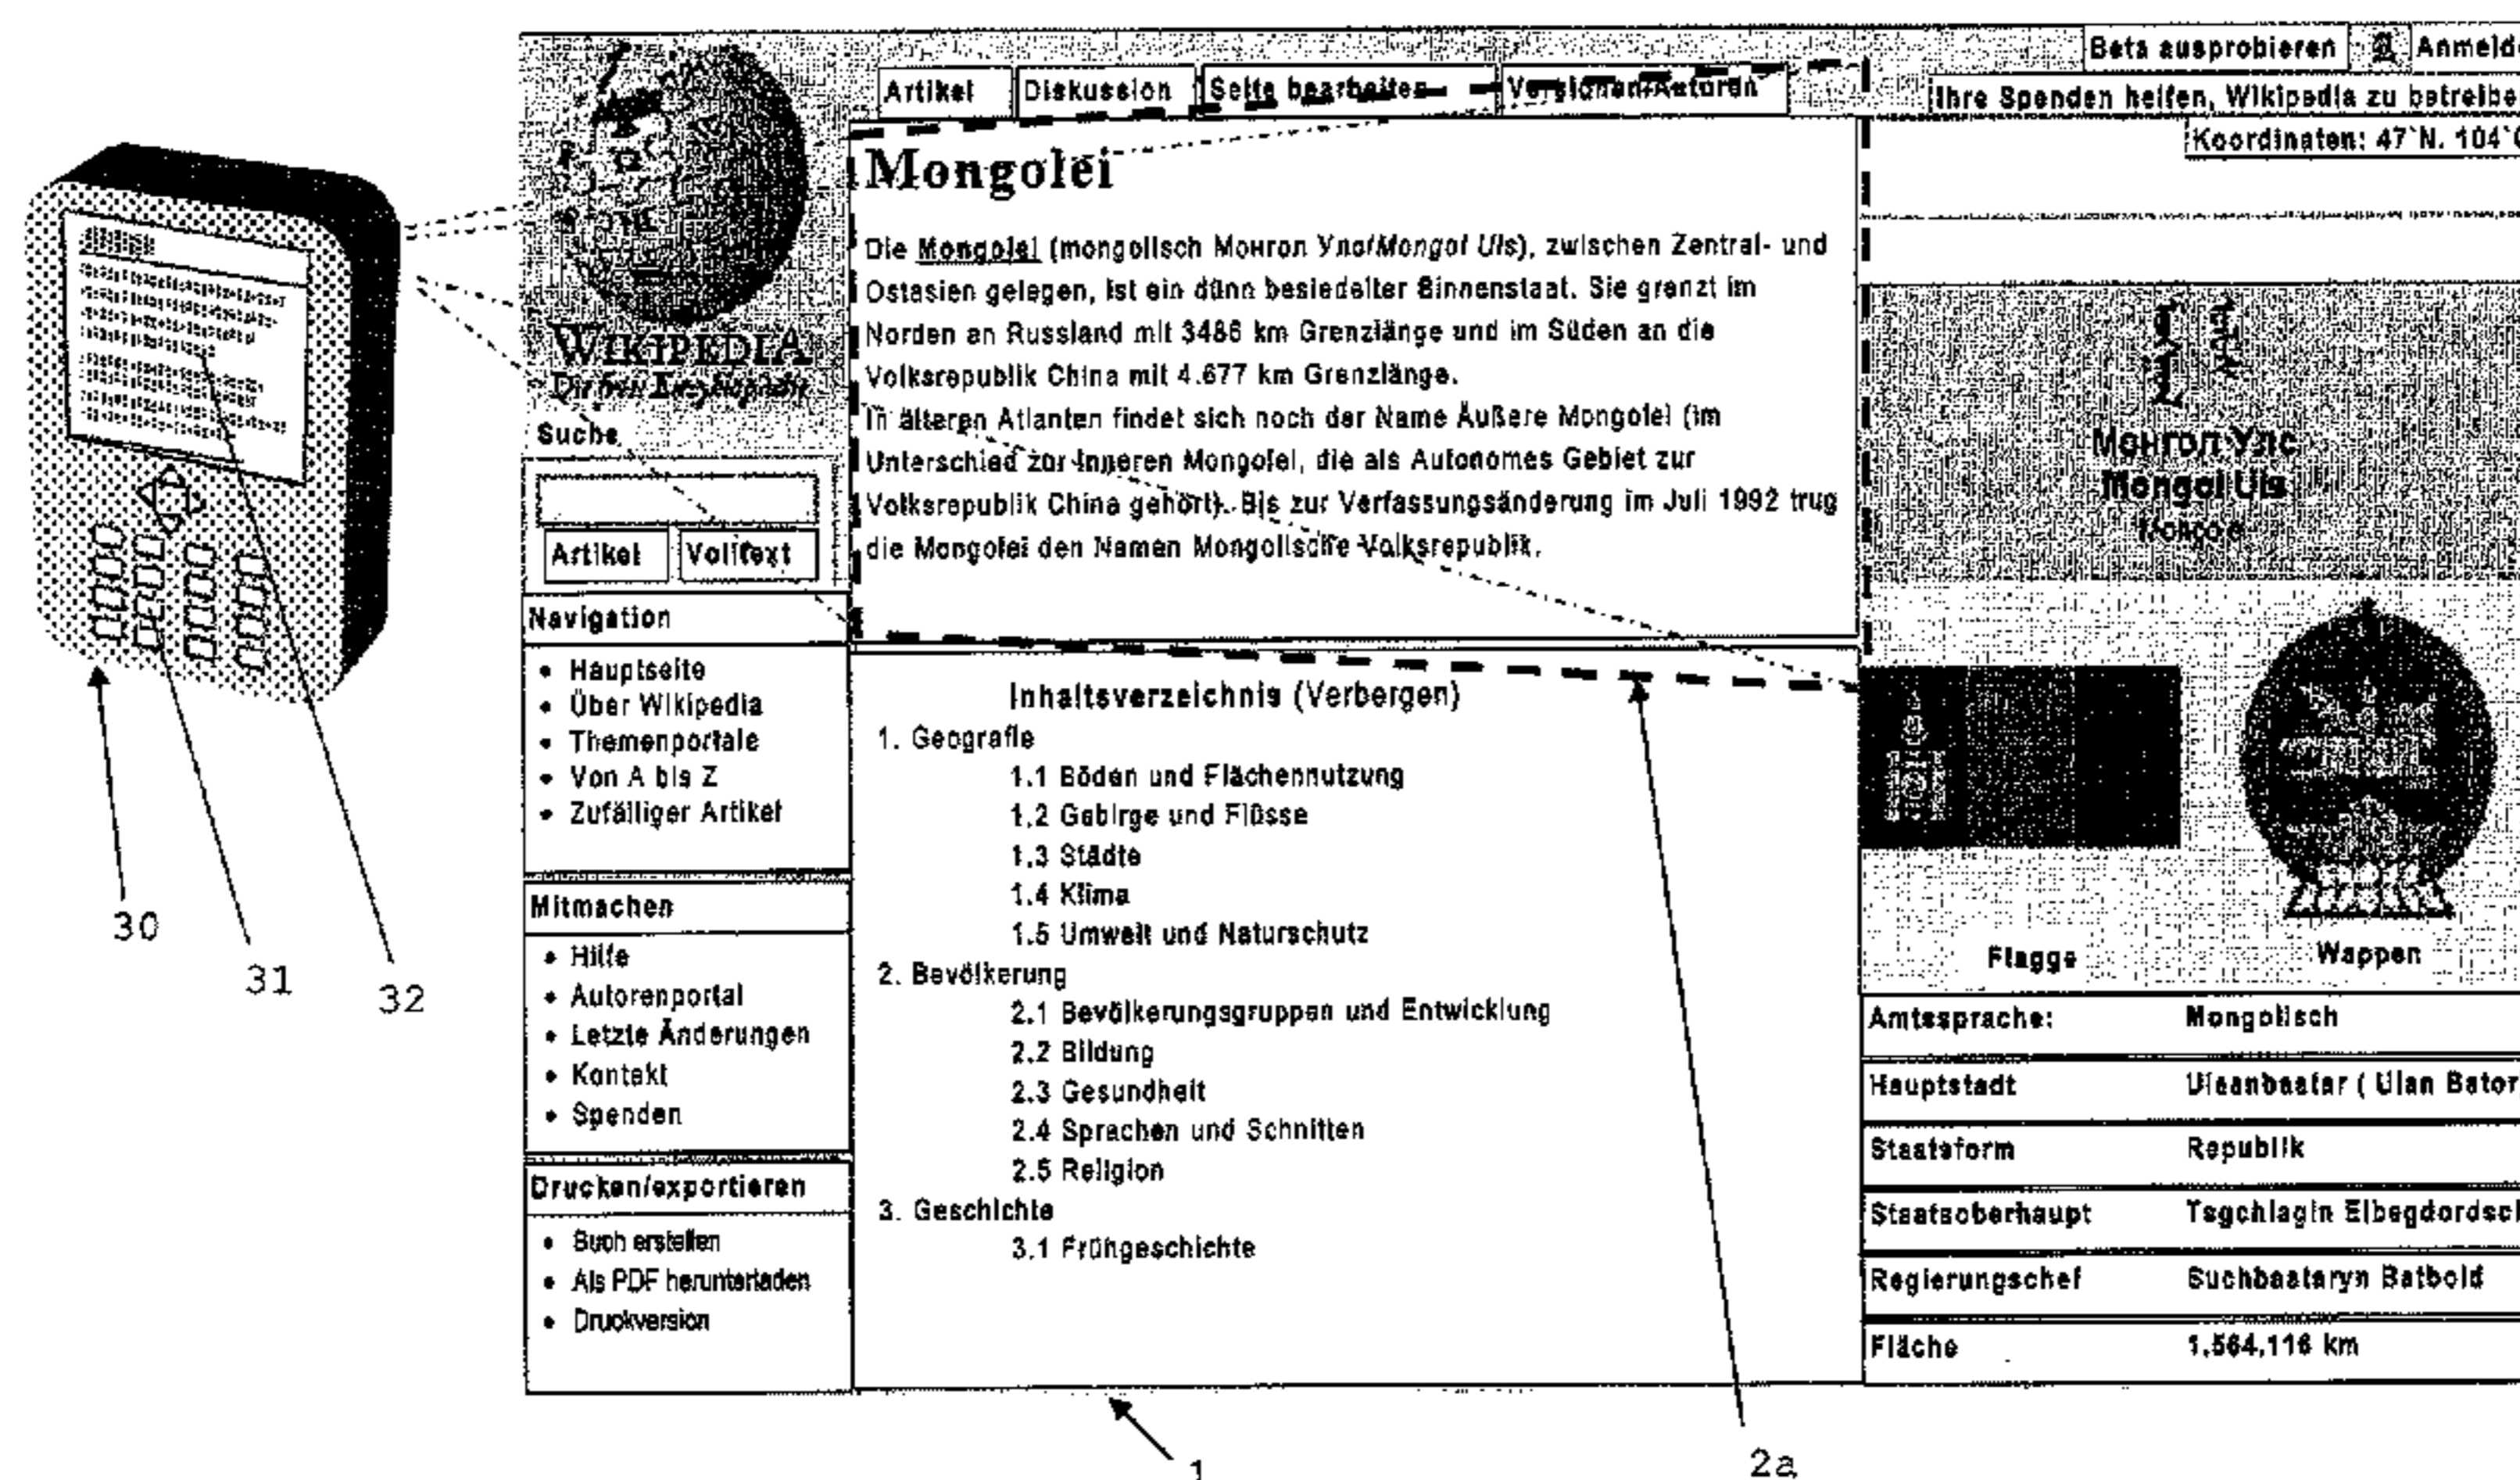 Beta ausprobieren
Anmeld
Artikel
Diskussion
Seite bearbeiten
Versionen/Autoren
Ihre Spenden helfen, Wikipedia zu betreibe
Koordinaten: 47`N. 104`
Mongolei
Die Mongolei (mongolisch Монгол Улс/Mongol Uls), zwischen Zentral- und
Ostasien gelegen, ist ein dünn besiedelter Binnenstaat. Sie grenzt im
Norden an Russland mit 3486 km Grenzlänge und im Süden an die
Volksrepublik China mit 4.677 km Grenzlänge.
In älteren Atlanten findet sich noch der Name Äußere Mongolei (im
Unterschied zur Inneren Mongolei, die als Autonomes Gebiet zur
Volksrepublik China gehört). Bis zur Verfassungsänderung im Juli 1992 trug
die Mongolei den Namen Mongolische Volksrepublik.
WIKIPEDIA
Die freie Enzyklopädie
Suche
Artikel
Volltext
Navigation
• Hauptseite
• Über Wikipedia
• Themenportale
• Von A bis Z
• Zufälliger Artikel
Mitmachen
• Hilfe
• Autorenportal
• Letzte Änderungen
• Kontakt
• Spenden
Drucken/exportieren
• Buch erstellen
• Als PDF herunterladen
• Druckversion
Inhaltsverzeichnis (Verbergen)
1. Geografie
1.1 Böden und Flächennutzung
1.2 Gebirge und Flüsse
1.3 Städte
1.4 Klima
1.5 Umwelt und Naturschutz
2. Bevölkerung
2.1 Bevölkerungsgruppen und Entwicklung
2.2 Bildung
2.3 Gesundheit
2.4 Sprachen und Schnitten
2.5 Religion
3. Geschichte
3.1 Frühgeschichte
Монгол Улс
Mongol Uls
Flagge
Wappen
Amtssprache: Mongolisch
Hauptstadt Ulaanbaatar ( Ulan Bator
Staatsform Republik
Staatsoberhaupt Tsgchlagin Elbegdordsch
Regierungschef Suchbaataryn Batbold
Fläche 1.564.116 km
30
31
32
1
2a